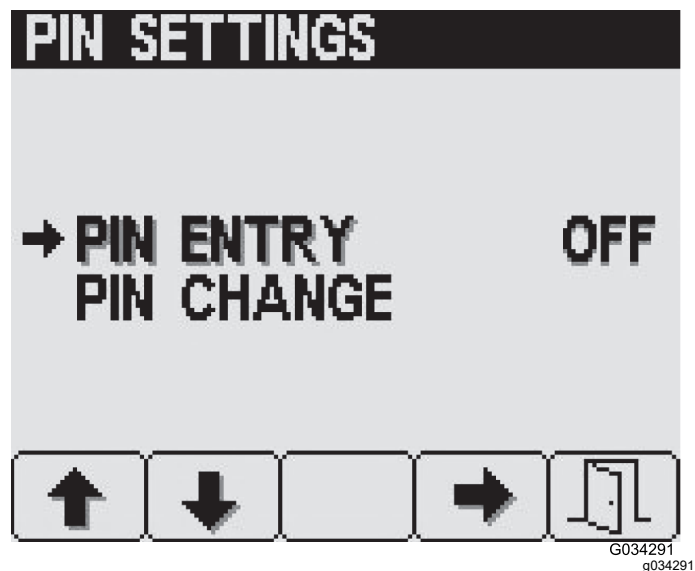 PIN SETTINGS
PIN ENTRY OFF
PIN CHANGE
G034291
g034291